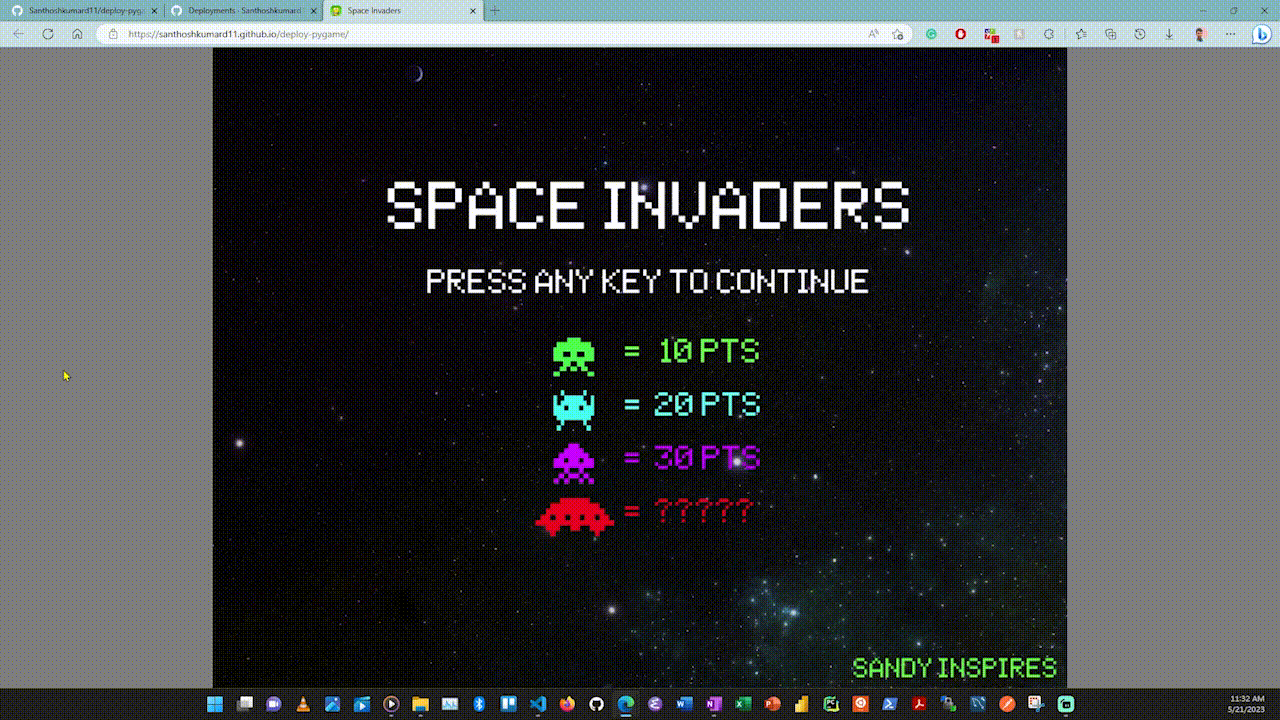 Santhoshkumard11/deploy-pyga
Deployments · Santhoshkumard
Space Invaders
https://santhoshkumard11.github.io/deploy-pygame/
SPACE INVADERS
PRESS ANY KEY TO CONTINUE
= 10 PTS
= 20 PTS
= 30 PTS
= ?????
SANDY INSPIRES
11:32 AM
5/21/2023